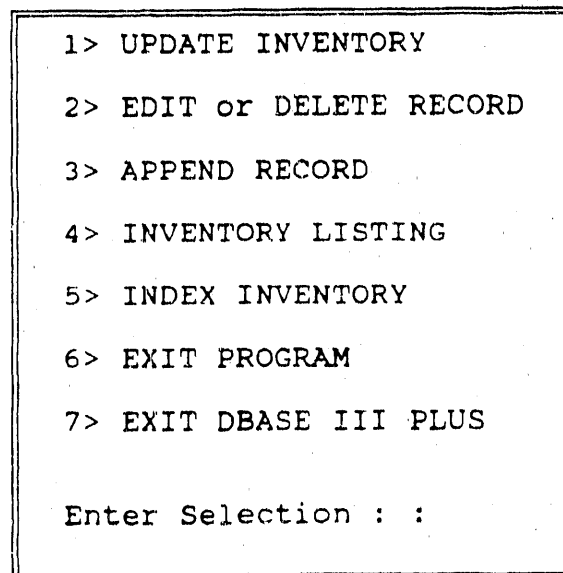 1> UPDATE INVENTORY
2> EDIT or DELETE RECORD
3> APPEND RECORD
4> INVENTORY LISTING
5> INDEX INVENTORY
6> EXIT PROGRAM
7> EXIT DBASE III PLUS
Enter Selection : :